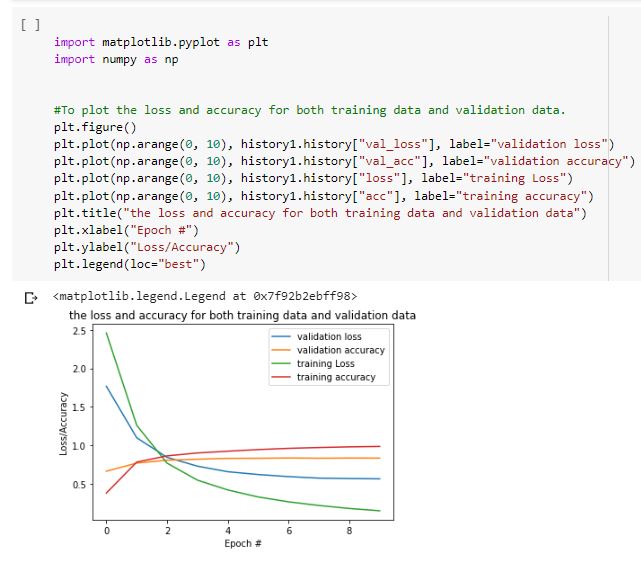 [ ]
import matplotlib.pyplot as plt
import numpy as np
#To plot the loss and accuracy for both training data and validation data.
plt.figure()
plt.plot(np.arange(0, 10), history1.history["val_loss"], label="validation loss")
plt.plot(np.arange(0, 10), history1.history["val_acc"], label="validation accuracy")
plt.plot(np.arange(0, 10), history1.history["loss"], label="training Loss")
plt.plot(np.arange(0, 10), history1.history["acc"], label="training accuracy")
plt.title("the loss and accuracy for both training data and validation data")
plt.xlabel("Epoch #")
plt.ylabel("Loss/Accuracy")
plt.legend(loc="best")
<matplotlib.legend.Legend at 0x7f92b2ebff98>
the loss and accuracy for both training data and validation data
validation loss
validation accuracy
training Loss
training accuracy
2.5
2.0
1.5
1.0
0.5
Loss/Accuracy
0 2 4 6 8
Epoch #